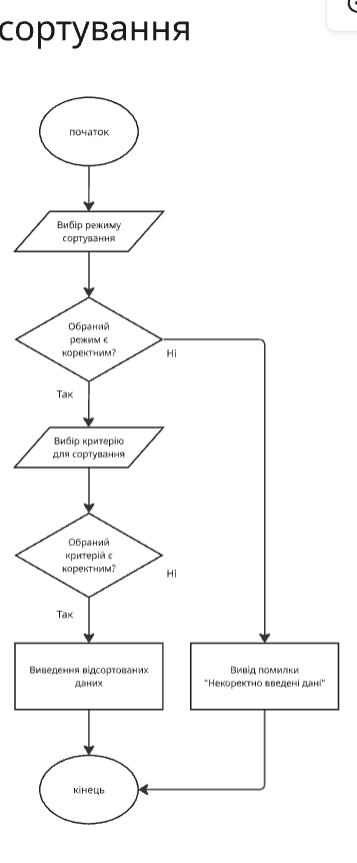 сортування
початок
Вибір режиму
сортування
Обраний
режим є
коректним?
Ні
Так
Вибір критерію
для сортування
Обраний
критерій є
коректним?
Ні
Так
Виведення відсортованих
даних
Вивід помилки
"Некоректно введені дані"
кінець